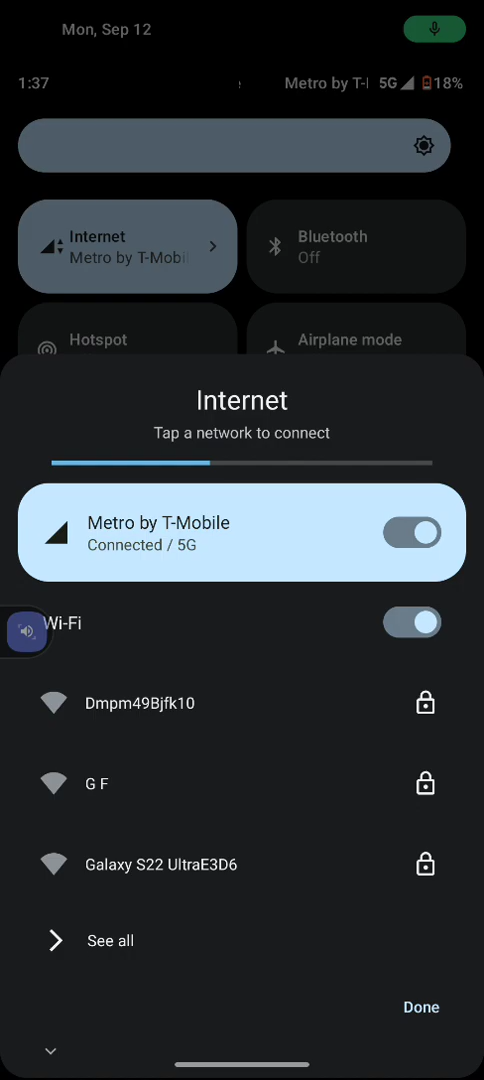 Mon, Sep 12
1:37
Metro by T-
5G
18%
Internet
Metro by T-Mobil
Bluetooth
Off
Hotspot
Airplane mode
Internet
Tap a network to connect
Metro by T-Mobile
Connected / 5G
Wi-Fi
Dmpm49Bjfk10
G F
Galaxy S22 UltraE3D6
See all
Done